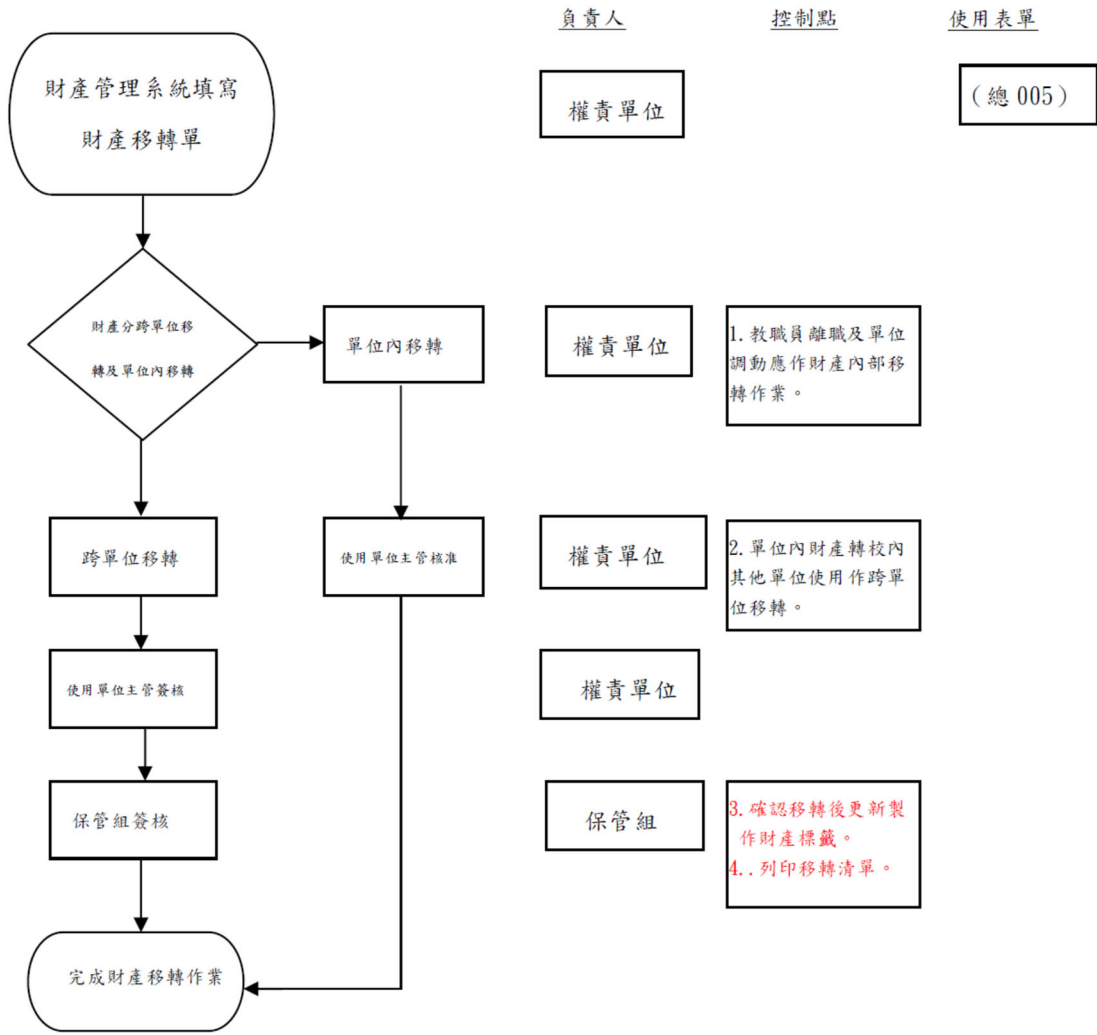 負責人 控制點 使用表單
財產管理系統填寫
財產移轉單
權責單位
（總 005）
財產分跨單位移
轉及單位內移轉
單位內移轉
權責單位
1. 教職員離職及單位
調動應作財產內部移
轉作業。
跨單位移轉
使用單位主管核准
權責單位
2. 單位內財產轉校內
其他單位使用作跨單
位移轉。
使用單位主管簽核
權責單位
保管組簽核
保管組
3. 確認移轉後更新製
作財產標籤。
4.. 列印移轉清單。
完成財產移轉作業